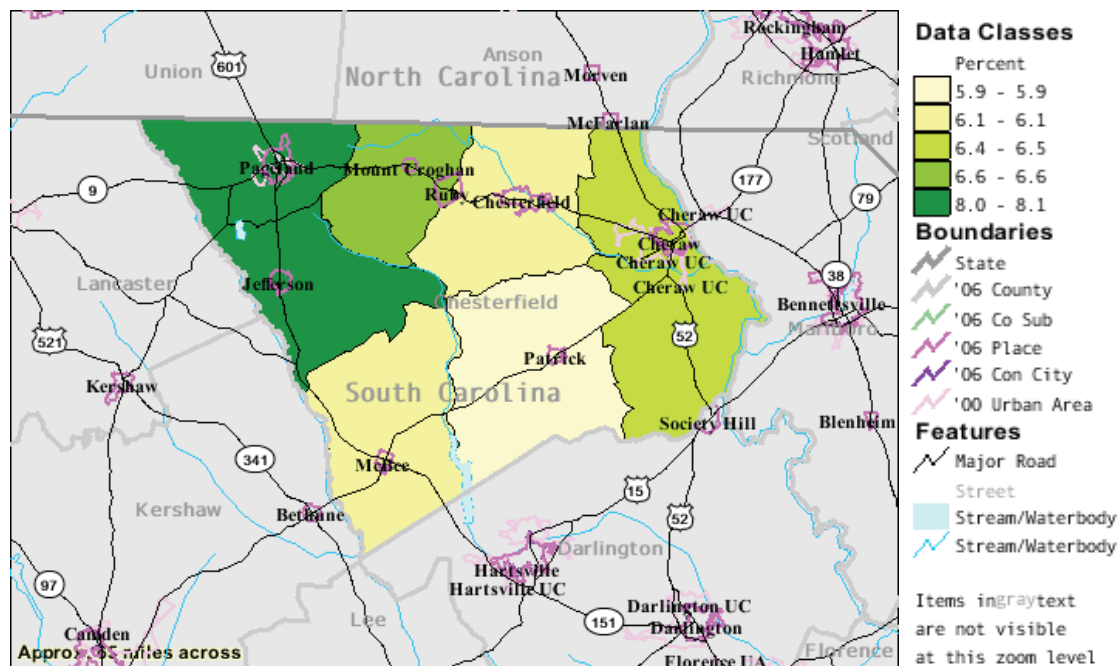 Rockingham
Hamlet
Anson
Union
601
North Carolina
Morven
Richmond
McFarlan
Scotland
Pageland
Mount Croghan
9
177
79
Ruby
Chesterfield
Cheraw UC
Cheraw
Cheraw UC
Cheraw UC
38
Lancaster
Jefferson
Chesterfield
Bennettsville
Marlboro
521
52
Patrick
Kershaw
South Carolina
Society Hill
Blenheim
341
McBee
15
Kershaw
Bethune
52
Darlington
Hartsville
Hartsville UC
97
Lee
151
Darlington UC
Darlington
Camden
Florence
Florence UA
miles across
Data Classes
Percent
5.9 - 5.9
6.1 - 6.1
6.4 - 6.5
6.6 - 6.6
8.0 - 8.1
Boundaries
State
'06 County
'06 Co Sub
'06 Place
'06 Con City
'00 Urban Area
Features
Major Road
Street
Stream/Waterbody
Stream/Waterbody
Items in gray text
are not visible
at this zoom level